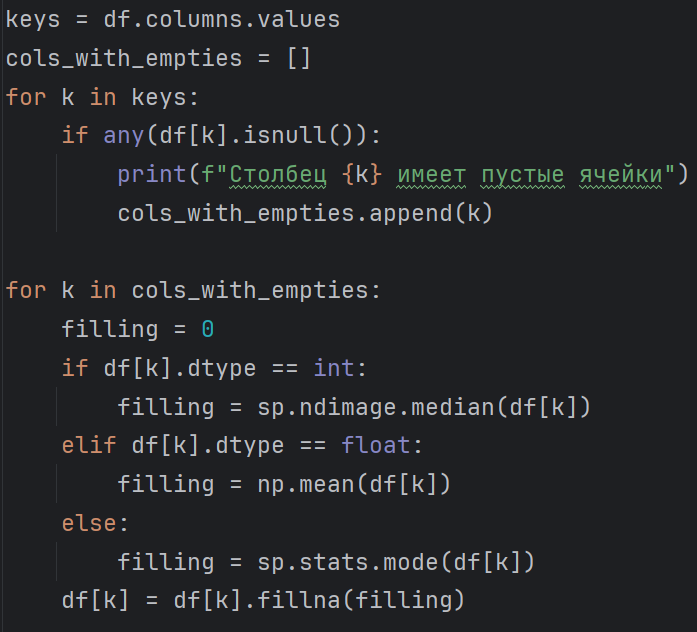 keys = df.columns.values
cols_with_empties = []
for k in keys:
    if any(df[k].isnull()):
        print(f"Столбец {k} имеет пустые ячейки")
        cols_with_empties.append(k)

for k in cols_with_empties:
    filling = 0
    if df[k].dtype == int:
        filling = sp.ndimage.median(df[k])
    elif df[k].dtype == float:
        filling = np.mean(df[k])
    else:
        filling = sp.stats.mode(df[k])
    df[k] = df[k].fillna(filling)